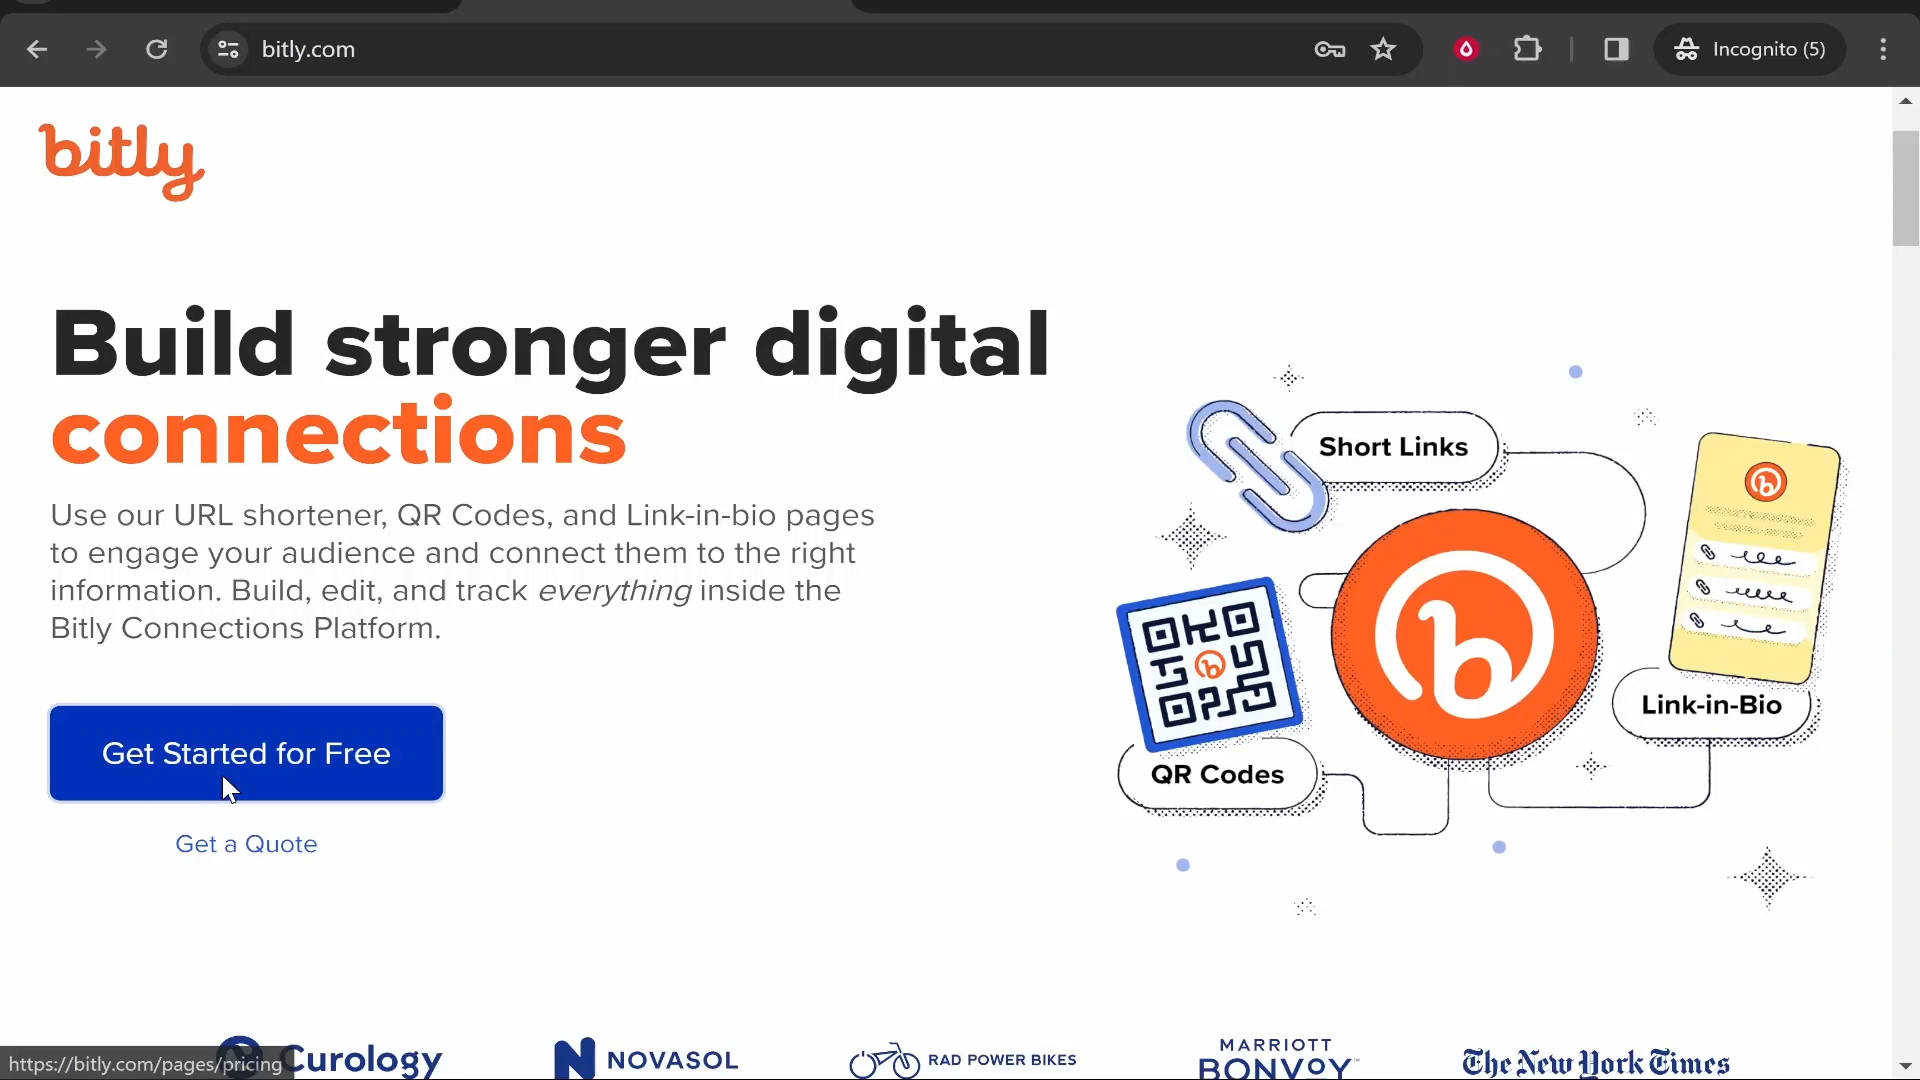 bitly.com
Incognito (5)
bitly
Build stronger digital
connections
Use our URL shortener, QR Codes, and Link-in-bio pages
to engage your audience and connect them to the right
information. Build, edit, and track everything inside the
Bitly Connections Platform.
Get Started for Free
Get a Quote
Short Links
Link-in-Bio
QR Codes
https://bitly.com/pages/pricing
Curology
NOVASOL
RAD POWER BIKES
MARRIOTT
BONVOY
The New York Times